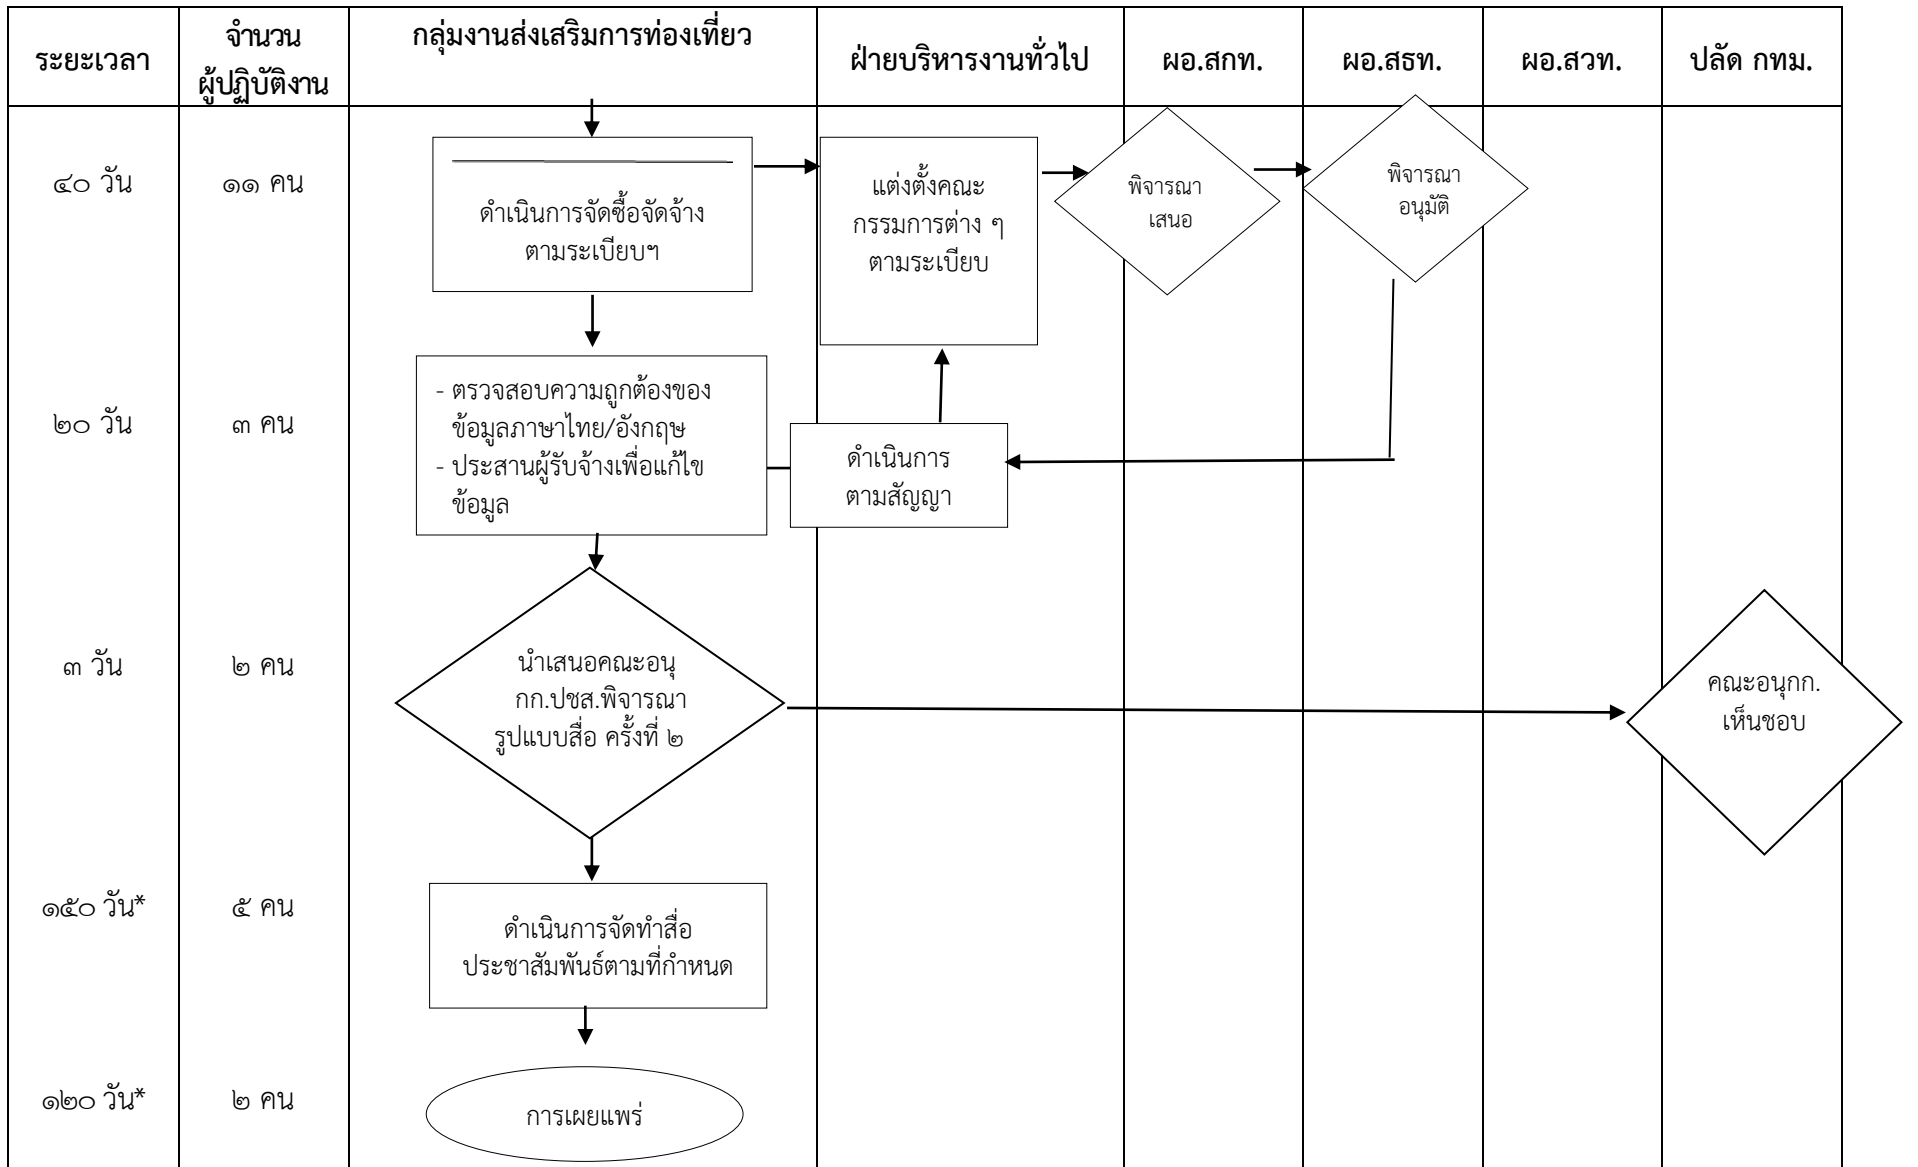 ระยะเวลา
จำนวน
ผู้ปฏิบัติงาน
กลุ่มงานส่งเสริมการท่องเที่ยว
ฝ่ายบริหารงานทั่วไป
ผอ.สกท.
ผอ.สธท.
ผอ.สวท.
ปลัด กทม.
๔๐ วัน
๑๑ คน
ดำเนินการจัดซื้อจัดจ้าง
ตามระเบียบฯ
แต่งตั้งคณะ
กรรมการต่าง ๆ
ตามระเบียบ
พิจารณา
เสนอ
พิจารณา
อนุมัติ
๒๐ วัน
๓ คน
- ตรวจสอบความถูกต้องของ
ข้อมูลภาษาไทย/อังกฤษ
- ประสานผู้รับจ้างเพื่อแก้ไข
ข้อมูล
ดำเนินการ
ตามสัญญา
๓ วัน
๒ คน
นำเสนอคณะอนุ
กก.ปชส.พิจารณา
รูปแบบสื่อ ครั้งที่ ๒
คณะอนุกก.
เห็นชอบ
๑๕๐ วัน*
๕ คน
ดำเนินการจัดทำสื่อ
ประชาสัมพันธ์ตามที่กำหนด
๑๒๐ วัน*
๒ คน
การเผยแพร่